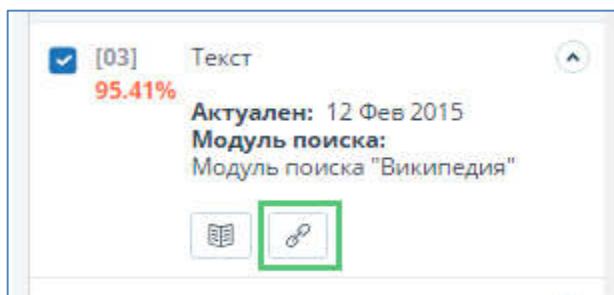 [03] Текст
95.41%
Актуален: 12 Фев 2015
Модуль поиска:
Модуль поиска "Википедия"